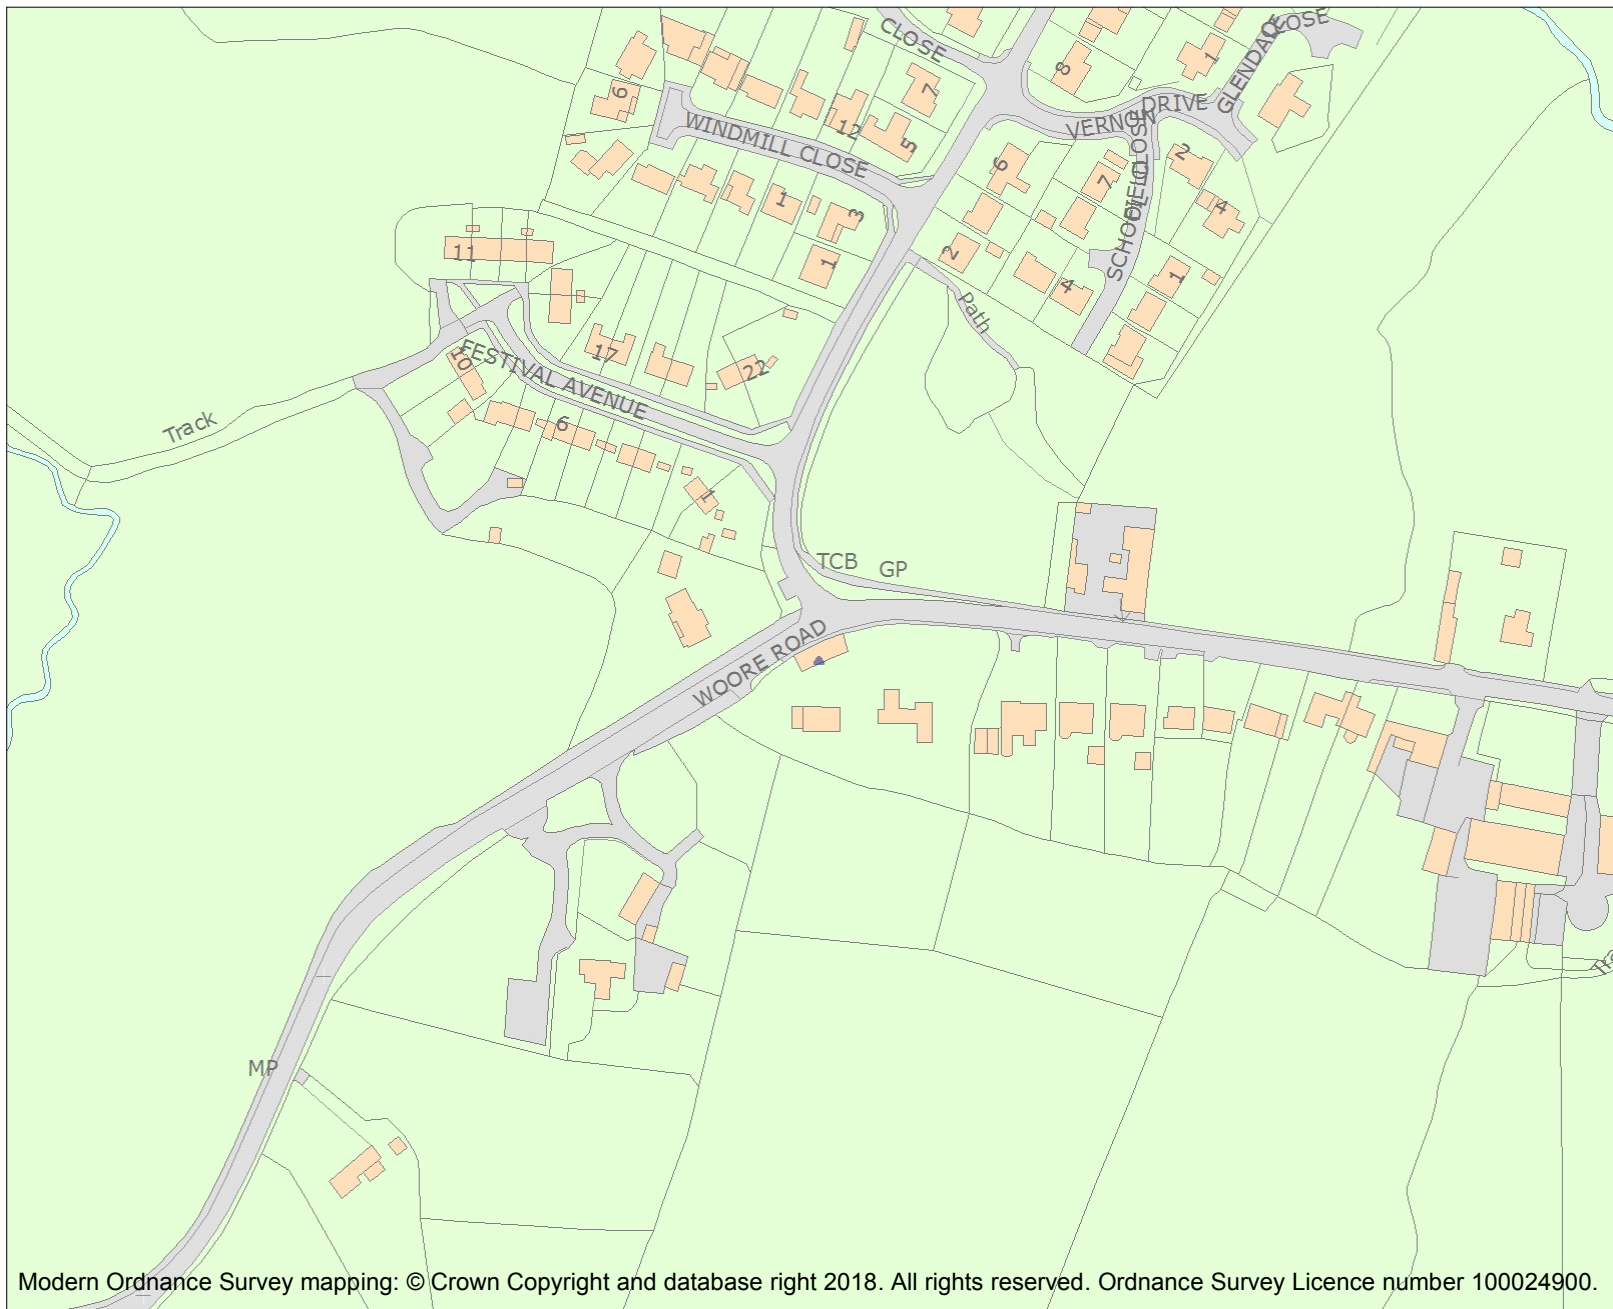 CLOSE
CLOSE
GLENDALE
8
1
6
7
DRIVE
VERNON
12
WINDMILL CLOSE
5
2
6
7
SCHOFIELD CLOSE
4
1
3
11
2
1
1
4
Path
17
10
FESTIVAL AVENUE
22
6
Track
1
TCB
GP
WOORE ROAD
MP
Modern Ordnance Survey mapping: © Crown Copyright and database right 2018. All rights reserved. Ordnance Survey Licence number 100024900.